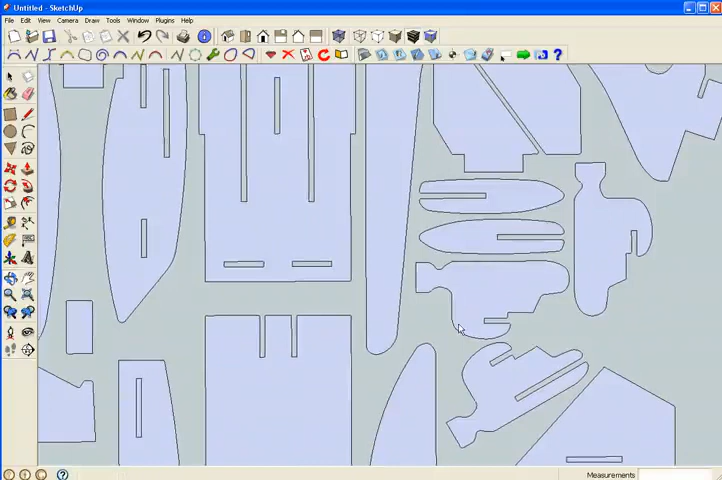 Untitled - SketchUp
File Edit View Camera Draw Tools Window Plugins Help
Measurements